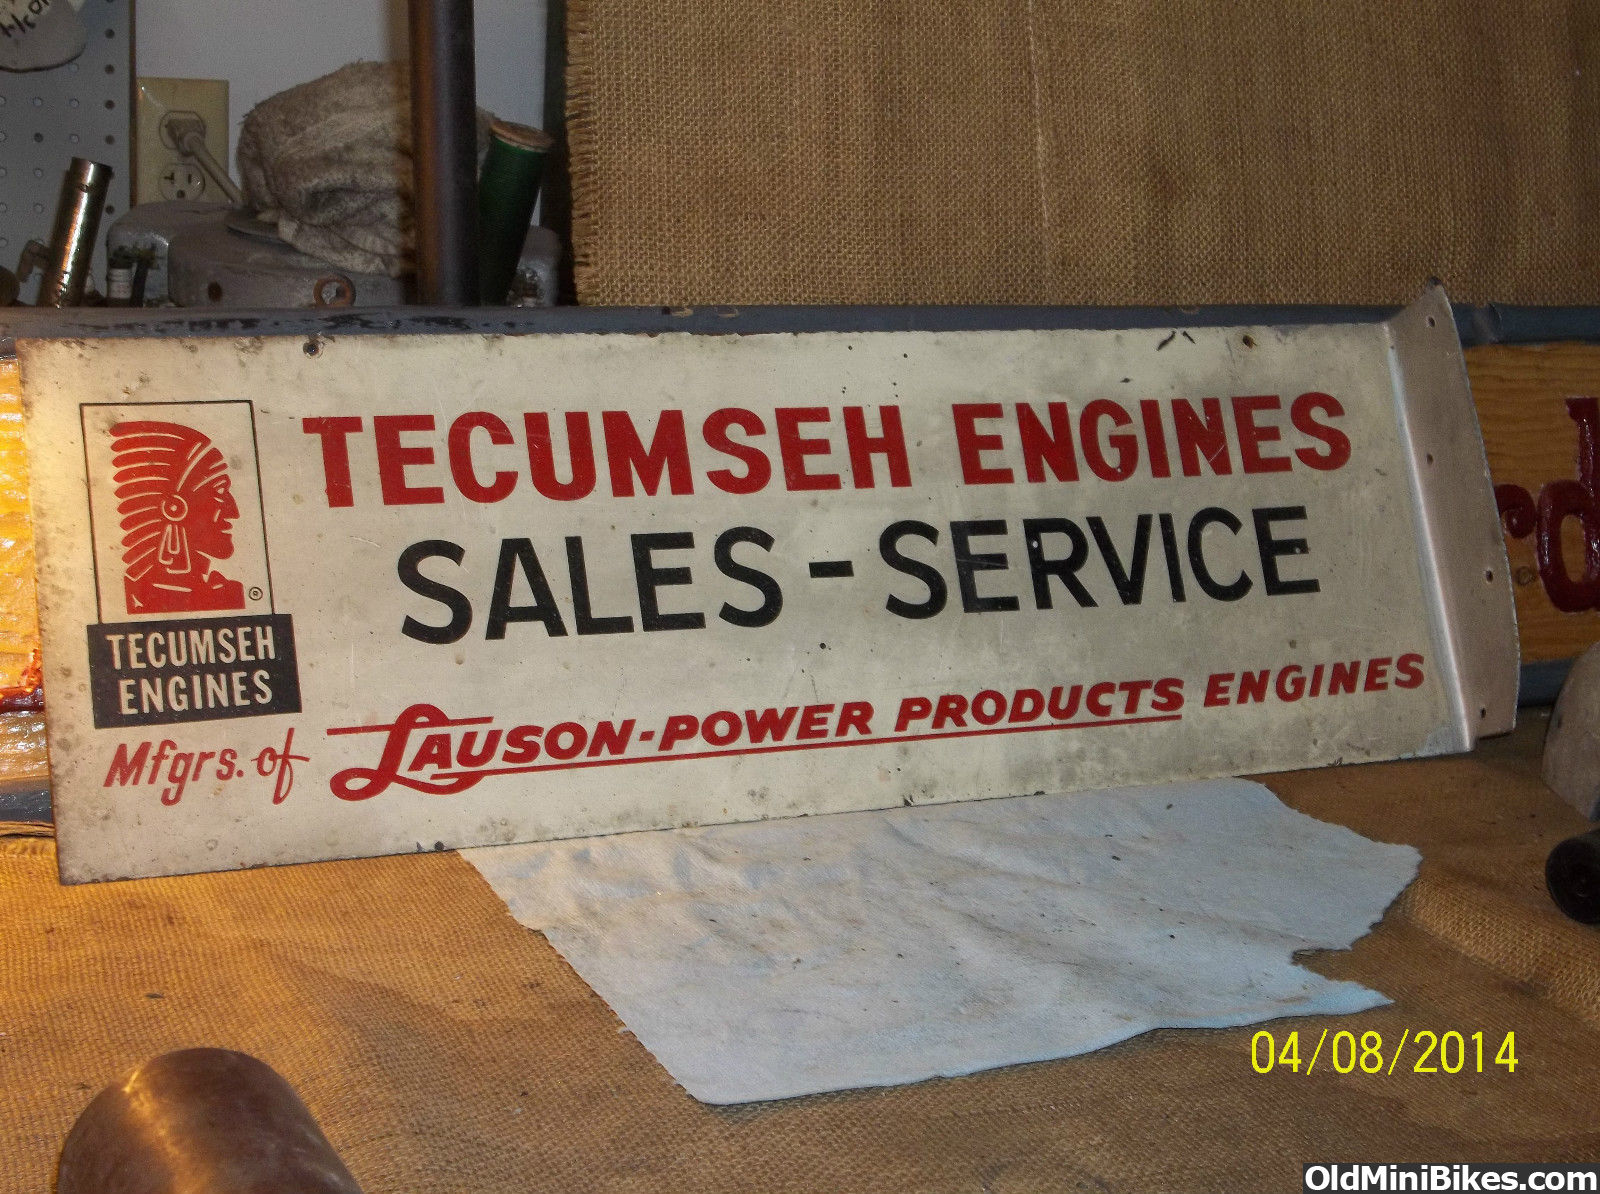 TECUMSEH ENGINES
SALES - SERVICE
®
TECUMSEH
ENGINES
Mfgrs. of LAUSON-POWER PRODUCTS ENGINES
04/08/2014
OldMiniBikes.com